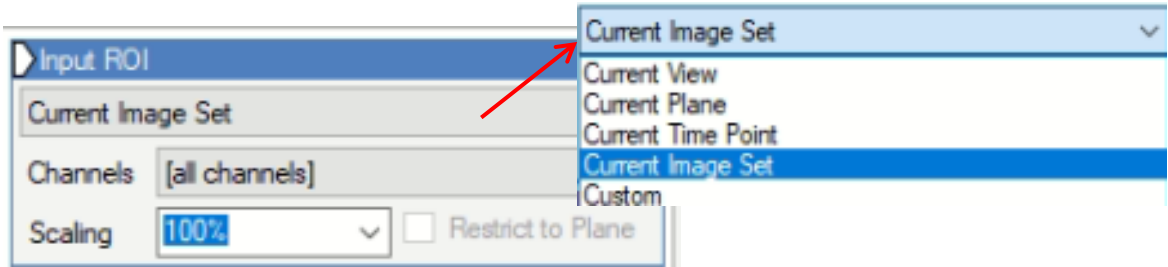 Input ROI
Current Image Set
Channels [all channels]
Scaling 100% Restrict to Plane
Current Image Set
Current View
Current Plane
Current Time Point
Current Image Set
Custom